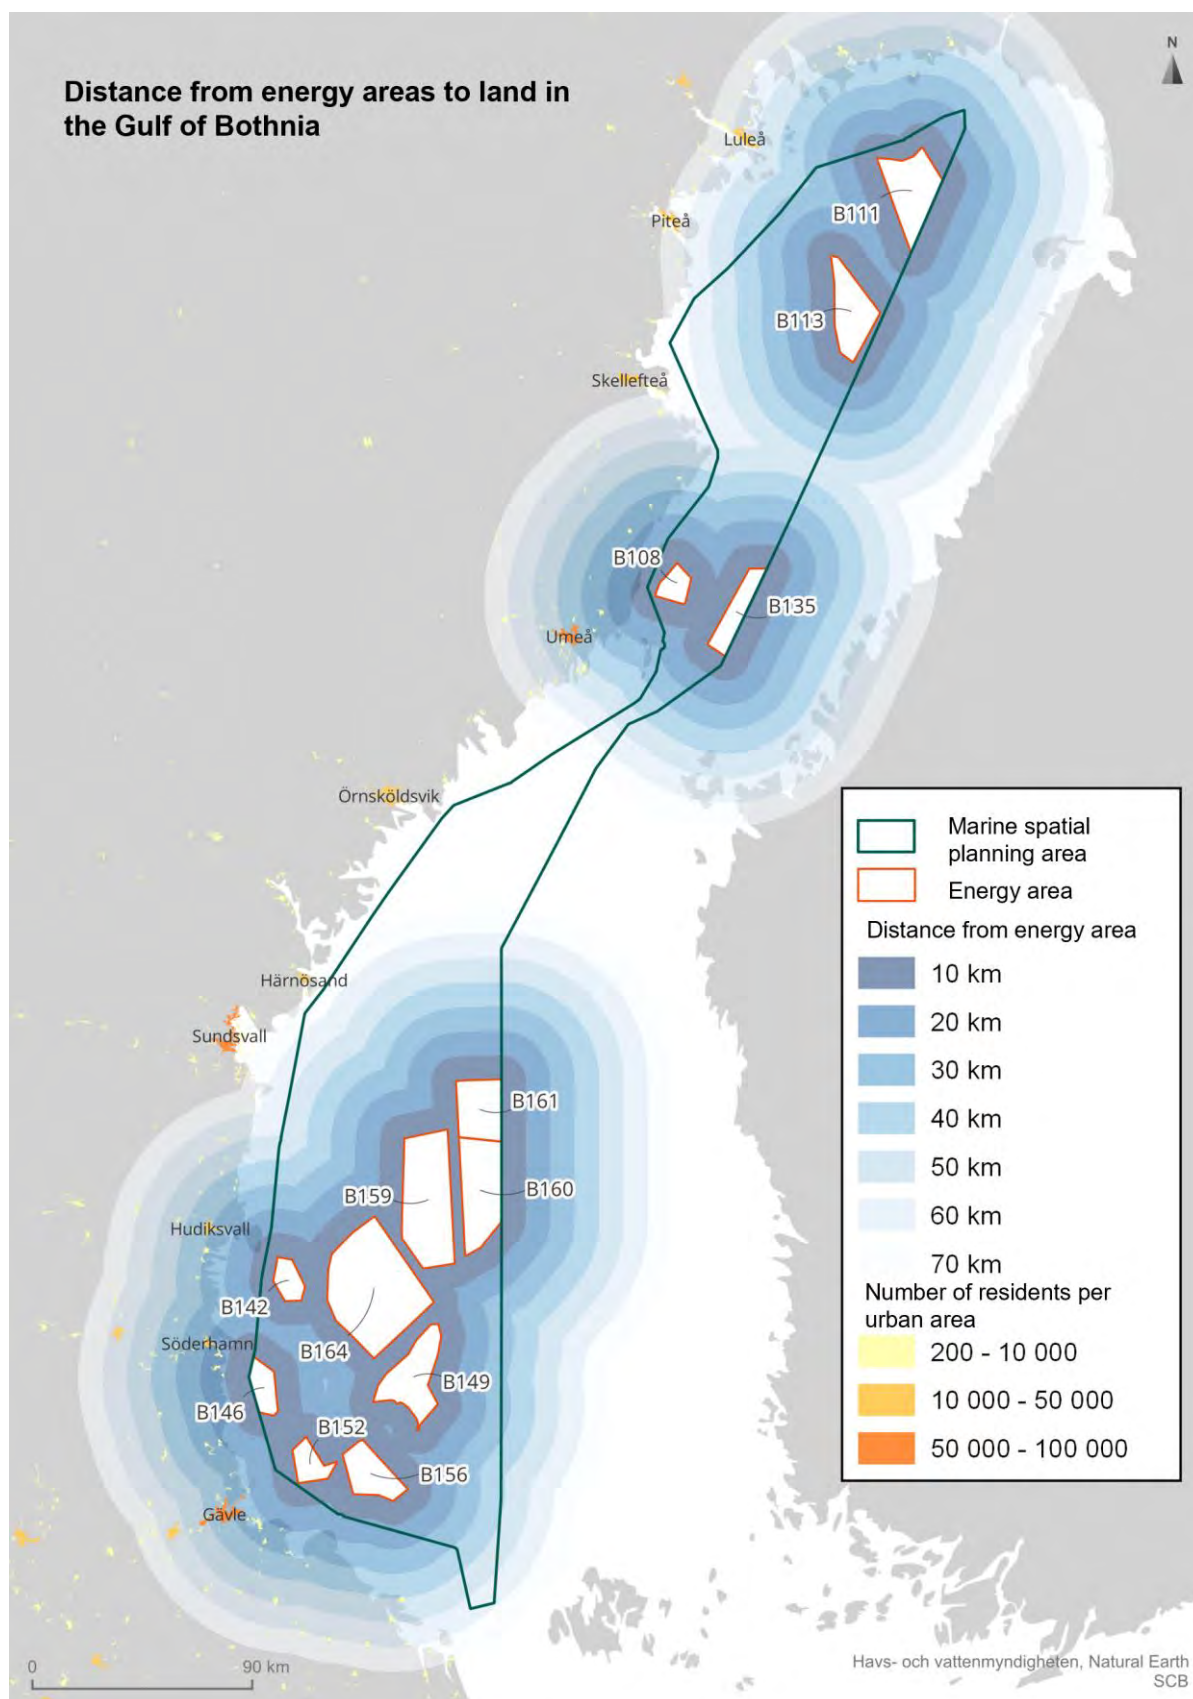 Distance from energy areas to land in
the Gulf of Bothnia
N
Luleå
B111
Piteå
B113
Skellefteå
B108
B135
Umeå
Örnsköldsvik
Marine spatial
planning area
Energy area
Distance from energy area
10 km
20 km
30 km
40 km
50 km
60 km
70 km
Number of residents per
urban area
200 - 10 000
10 000 - 50 000
50 000 - 100 000
Härnösand
Sundsvall
B161
B159
B160
Hudiksvall
B142
Söderhamn
B164
B149
B146
B152
B156
Gävle
0
90 km
Havs- och vattenmyndigheten, Natural Earth
SCB